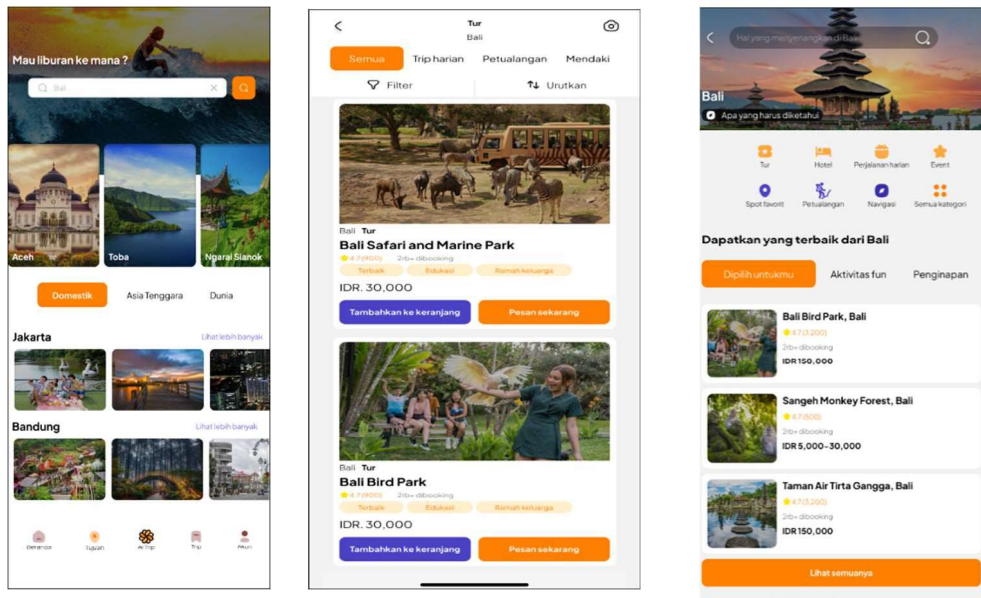 Mau liburan ke mana ?
Bali
Aceh
Toba
Ngarai Sianok
Domestik
Asia Tenggara
Dunia
Jakarta
Lihat lebih banyak
Bandung
Lihat lebih banyak
Beranda
Tujuan
AI Trip
Trip
Akun
Tur
Bali
Semua
Trip harian
Petualangan
Mendaki
Filter
Urutkan
Bali Tur
Bali Safari and Marine Park
4.7(900) 2rb+ dibooking
Terbaik
Edukasi
Ramah keluarga
IDR. 30,000
Tambahkan ke keranjang
Pesan sekarang
Bali Tur
Bali Bird Park
4.7(900) 2rb+ dibooking
Terbaik
Edukasi
Ramah keluarga
IDR. 30,000
Tambahkan ke keranjang
Pesan sekarang
Hal yang menyenangkan di Bali
Bali
Apa yang harus diketahui
Tur
Hotel
Perjalanan harian
Event
Spot favorit
Petualangan
Navigasi
Semua kategori
Dapatkan yang terbaik dari Bali
Dipilih untukmu
Aktivitas fun
Penginapan
Bali Bird Park, Bali
4.7(3,200)
2rb+ dibooking
IDR 150,000
Sangeh Monkey Forest, Bali
4.7(500)
2rb+ dibooking
IDR 5,000-30,000
Taman Air Tirta Gangga, Bali
4.7(3,200)
2rb+ dibooking
IDR 150,000
Lihat semuanya